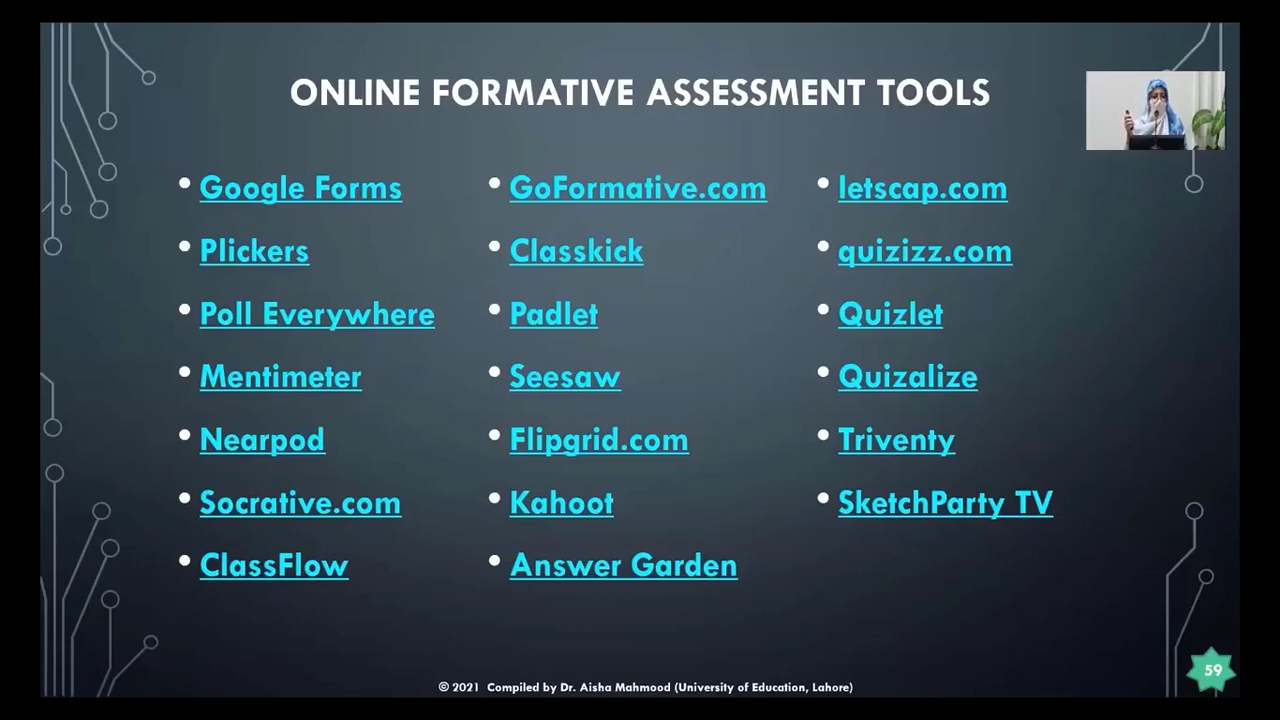 ONLINE FORMATIVE ASSESSMENT TOOLS
Google Forms
Plickers
Poll Everywhere
Mentimeter
Nearpod
Socrative.com
ClassFlow
GoFormative.com
Classkick
Padlet
Seesaw
Flipgrid.com
Kahoot
Answer Garden
letscap.com
quizizz.com
Quizlet
Quizalize
Triventy
SketchParty TV
© 2021 Compiled by Dr. Aisha Mahmood (University of Education, Lahore)
59